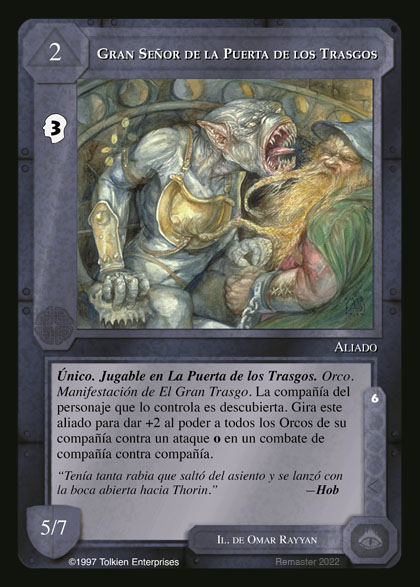 2
GRAN SEÑOR DE LA PUERTA DE LOS TRASGOS
3
ALIADO
Único. Jugable en La Puerta de los Trasgos. Orco.
Manifestación de El Gran Trasgo. La compañía del
personaje que lo controla es descubierta. Gira este
aliado para dar +2 al poder a todos los Orcos de su
compañía contra un ataque o en un combate de
compañía contra compañía.
6
“Tenía tanta rabia que saltó del asiento y se lanzó con
la boca abierta hacia Thorin.” —Hob
5/7
IL. DE OMAR RAYYAN
©1997 Tolkien Enterprises
Remaster 2022